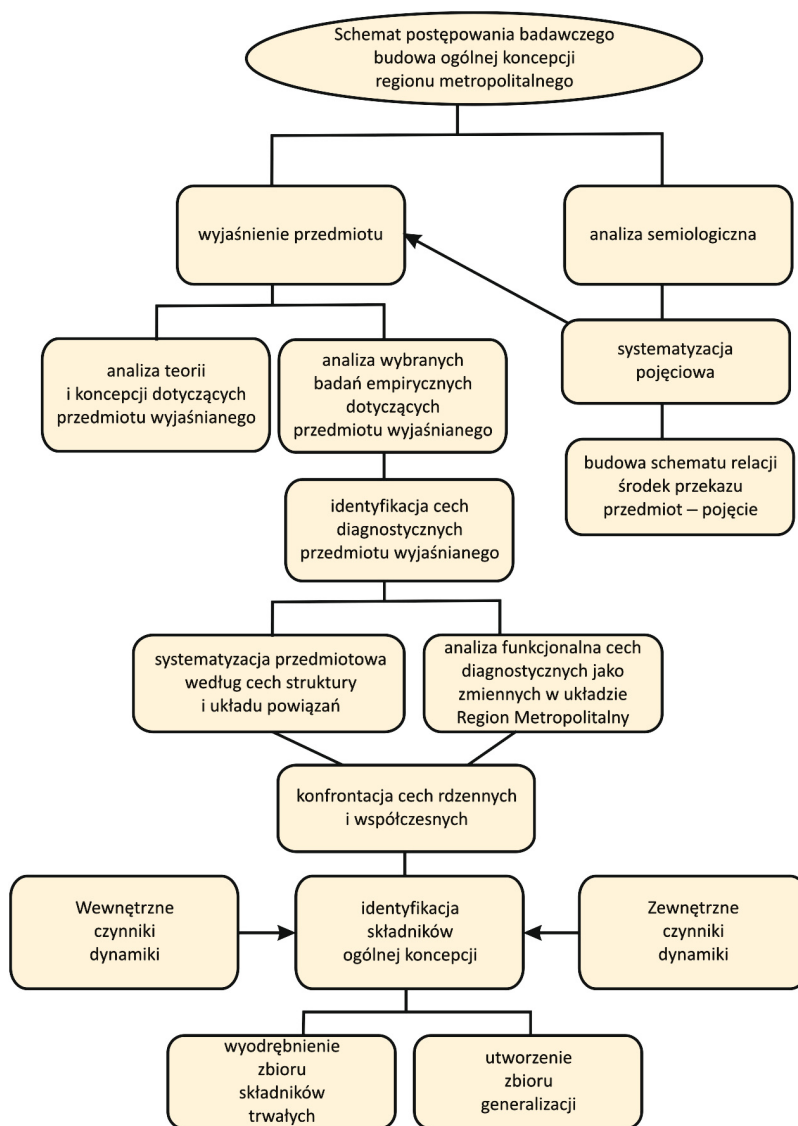 Schemat postępowania badawczego
budowa ogólnej koncepcji
regionu metropolitalnego
wyjaśnienie przedmiotu
analiza semiologiczna
analiza teorii
i koncepcji dotyczących
przedmiotu wyjaśnianego
analiza wybranych
badań empirycznych
dotyczących
przedmiotu wyjaśnianego
systematyzacja
pojęciowa
budowa schematu relacji
środek przekazu
przedmiot – pojęcie
identyfikacja cech
diagnostycznych
przedmiotu wyjaśnianego
systematyzacja przedmiotowa
według cech struktury
i układu powiązań
analiza funkcjonalna cech
diagnostycznych jako
zmiennych w układzie
Region Metropolitalny
konfrontacja cech rdzennych
i współczesnych
Wewnętrzne
czynniki
dynamiki
identyfikacja
składników
ogólnej koncepcji
Zewnętrzne
czynniki
dynamiki
wyodrębnienie
zbioru
składników
trwałych
utworzenie
zbioru
generalizacji